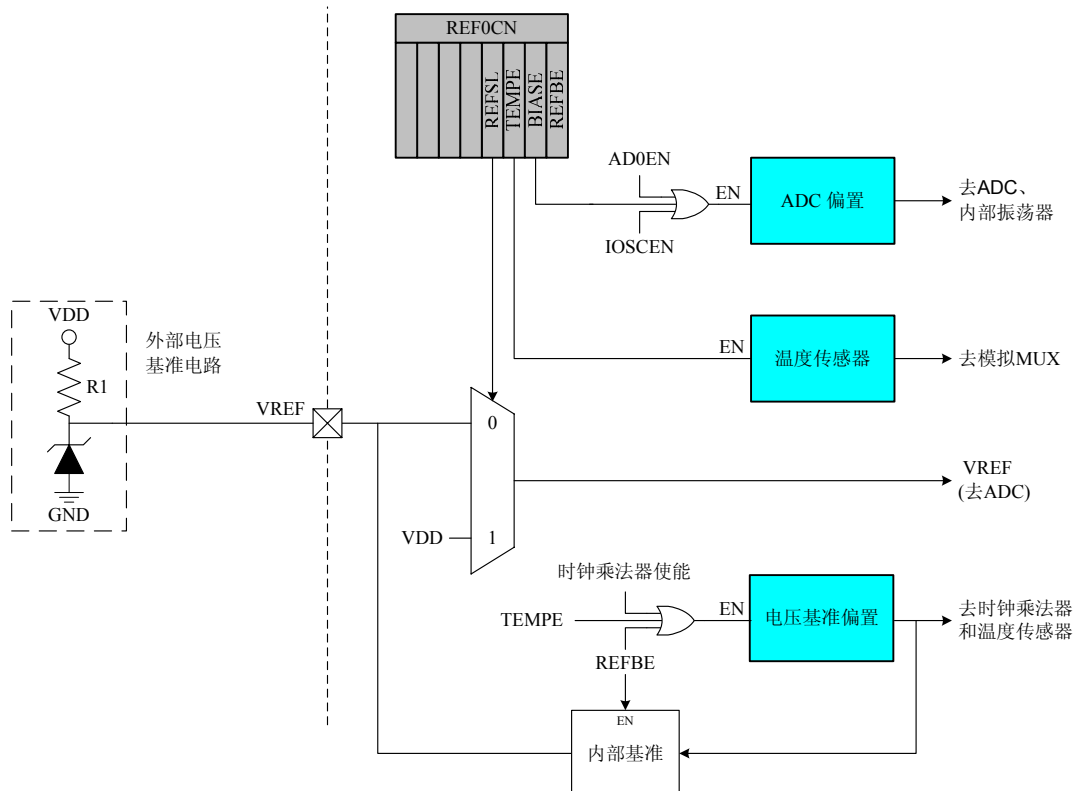 REF0CN
REFSL
TEMPE
BIASE
REFBE
AD0EN
EN
ADC 偏置
去ADC、
内部振荡器
IOSCEN
VDD
外部电压
基准电路
R1
GND
EN
温度传感器
去模拟MUX
VREF
0
VREF
(去ADC)
VDD
1
时钟乘法器使能
TEMPE
EN
电压基准偏置
去时钟乘法器
和温度传感器
REFBE
EN
内部基准